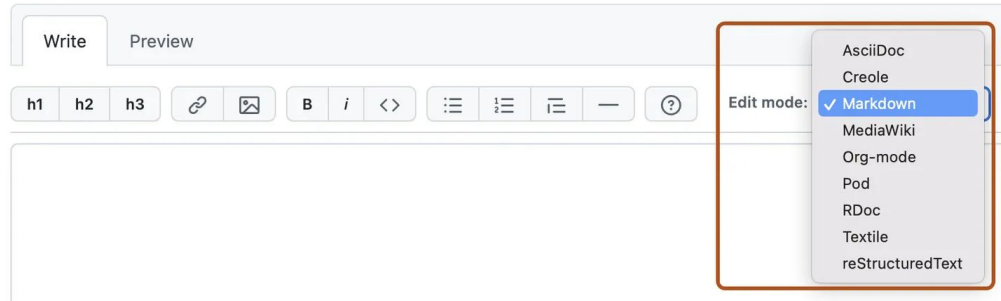 Write Preview
h1 h2 h3 B i <> Edit mode:
AsciiDoc
Creole
✓ Markdown
MediaWiki
Org-mode
Pod
RDoc
Textile
reStructuredText